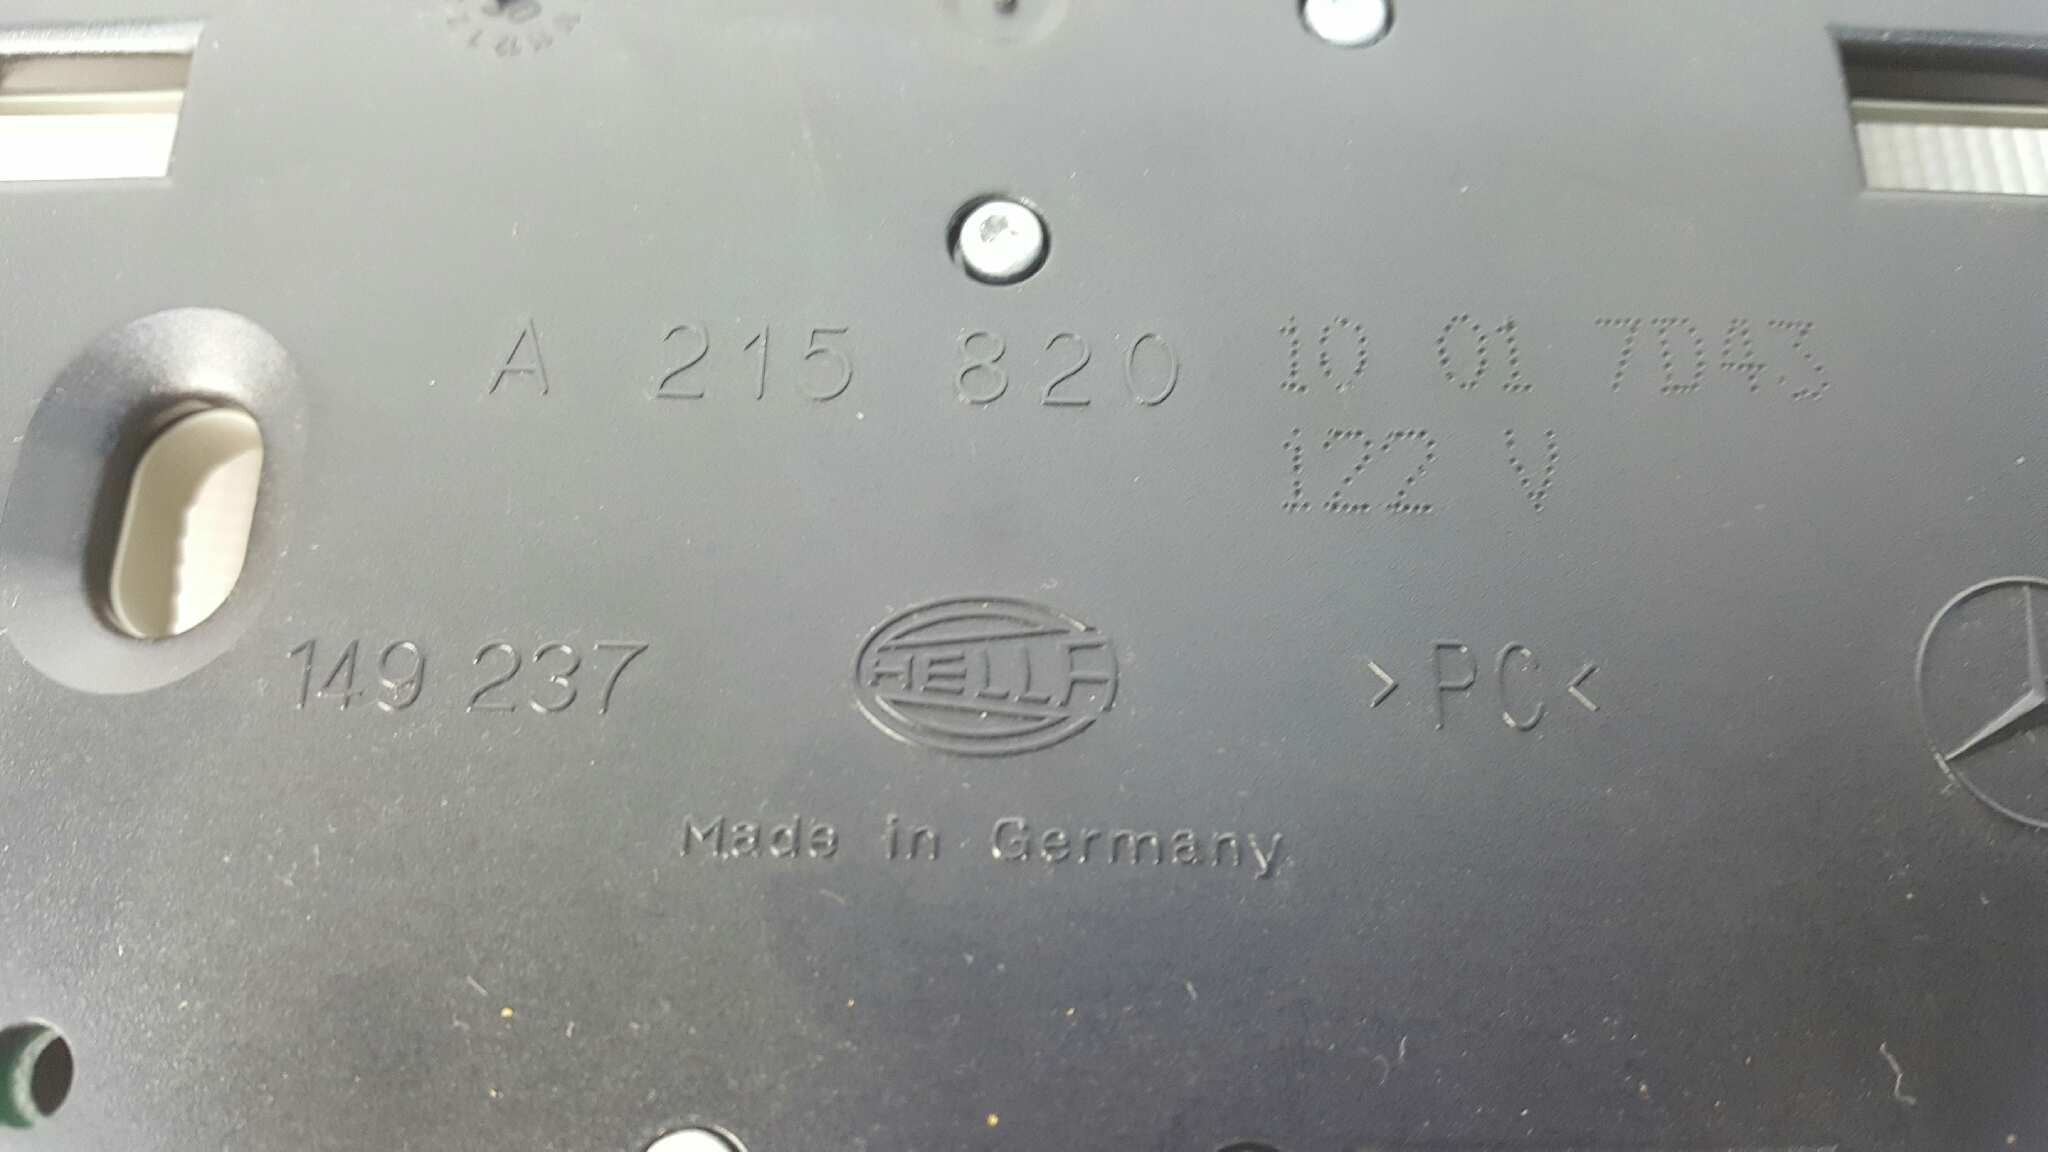 A 215 820 10 01 7D43
122 V
149 237 HELLA >PC<
Made in Germany